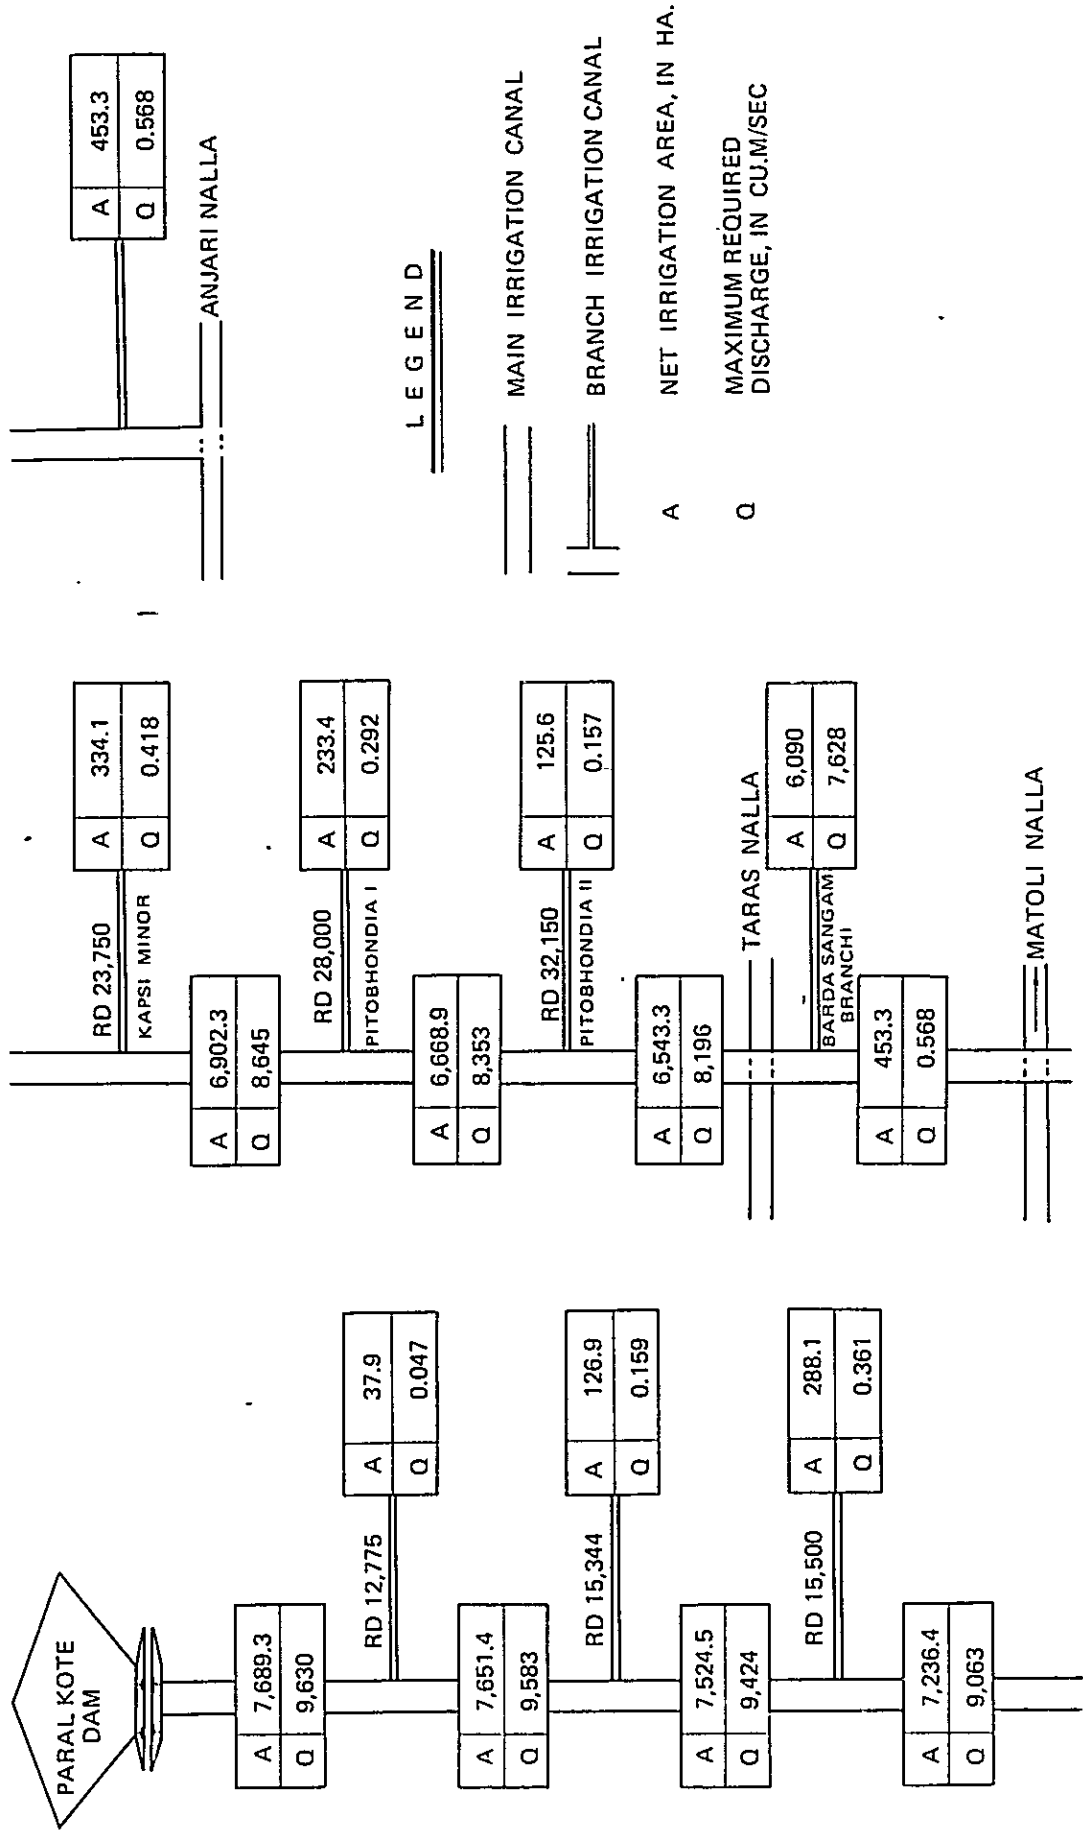 PARAL KOTE
DAM
A 7,689.3
Q 9,630
RD 12,775
A 37.9
Q 0.047
A 7,651.4
Q 9,583
RD 15,344
A 126.9
Q 0.159
A 7,524.5
Q 9,424
RD 15,500
A 288.1
Q 0.361
A 7,236.4
Q 9,063
RD 23,750
KAPSI MINOR
A 334.1
Q 0.418
A 6,902.3
Q 8,645
RD 28,000
PITOBHONDIA I
A 233.4
Q 0.292
A 6,668.9
Q 8,353
RD 32,150
PITOBHONDIA II
A 125.6
Q 0.157
A 6,543.3
Q 8,196
TARAS NALLA
BARDA SANGAM
BRANCHI
A 6,090
Q 7,628
A 453.3
Q 0.568
MATOLI NALLA
A 453.3
Q 0.568
ANJARI NALLA
LEGEND
MAIN IRRIGATION CANAL
BRANCH IRRIGATION CANAL
A NET IRRIGATION AREA, IN HA.
Q MAXIMUM REQUIRED
DISCHARGE, IN CU.M/SEC